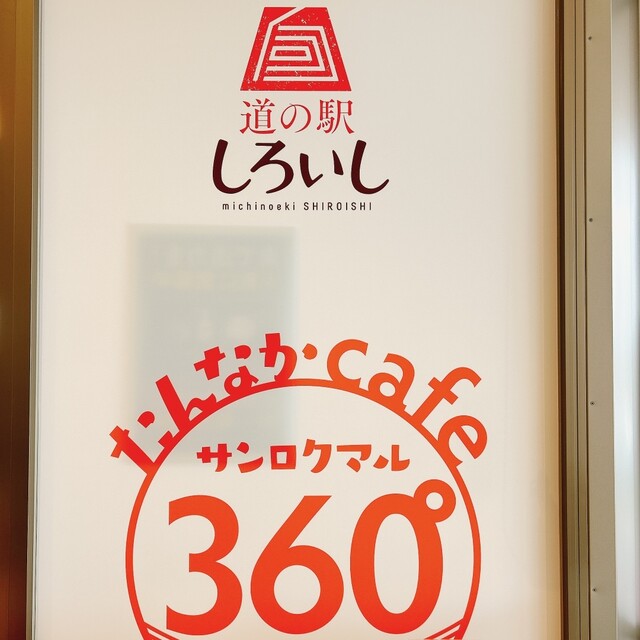 道の駅
しろいし
michinoeki SHIROISHI
たんなかcafe
サンロクマル
360°